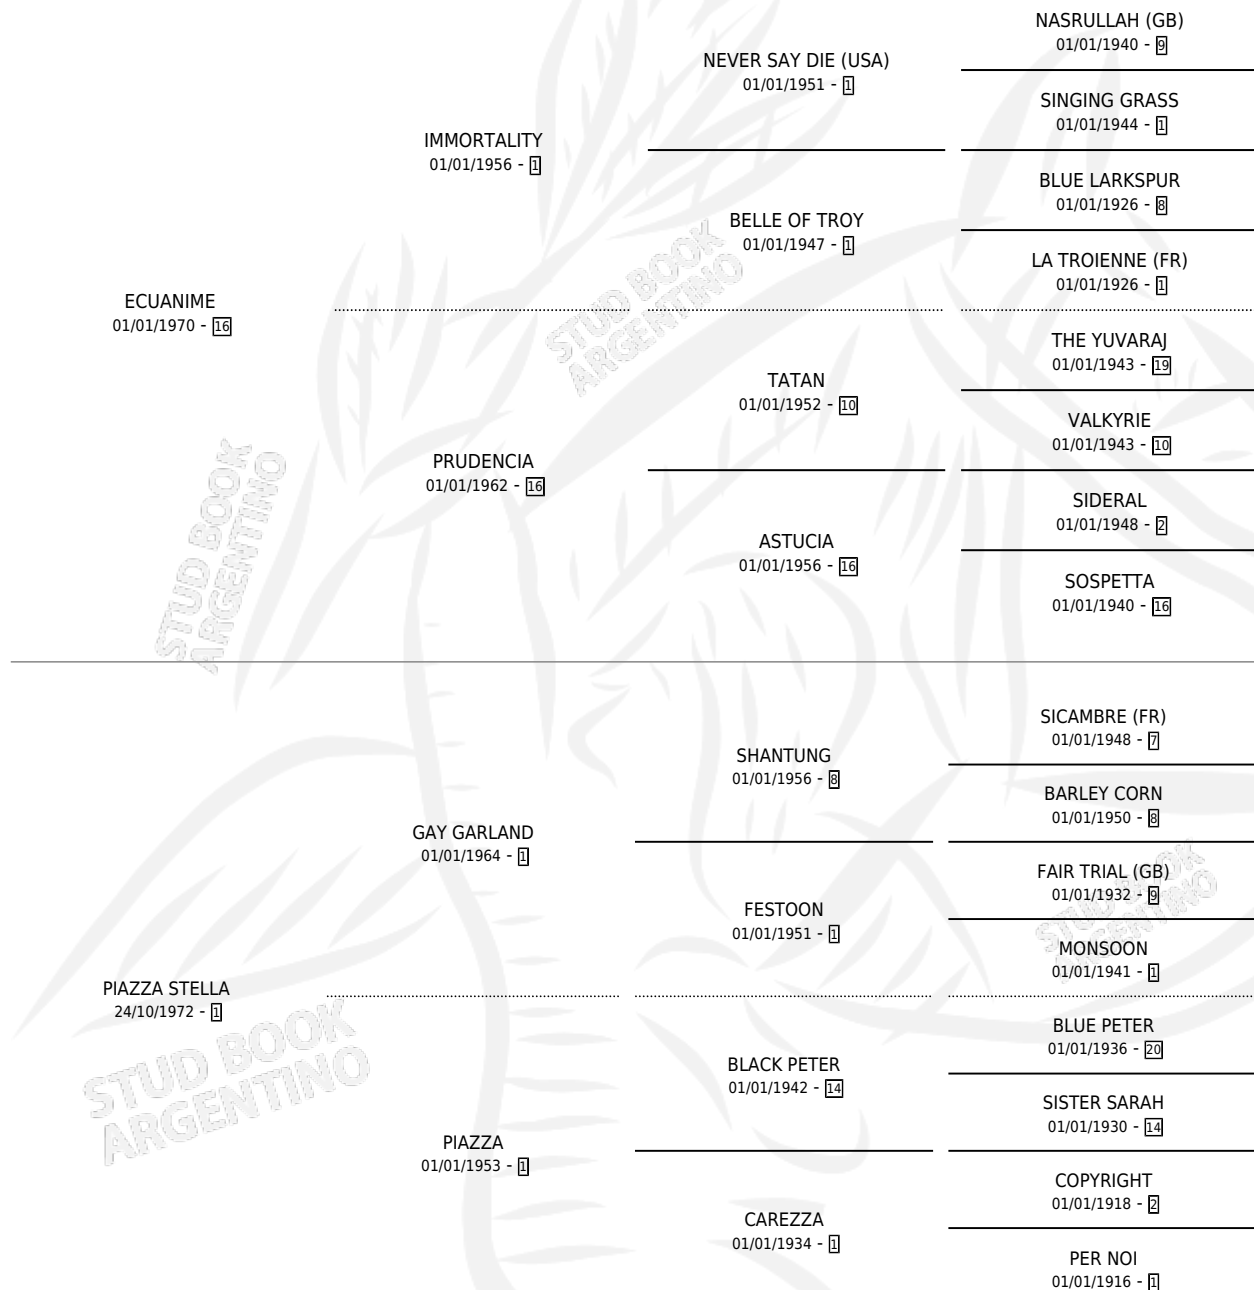 NASRULLAH (GB)
01/01/1940 - 9
NEVER SAY DIE (USA)
01/01/1951 - 1
SINGING GRASS
01/01/1944 - 1
IMMORTALITY
01/01/1956 - 1
BLUE LARKSPUR
01/01/1926 - 8
BELLE OF TROY
01/01/1947 - 1
LA TROIENNE (FR)
01/01/1926 - 1
ECUANIME
01/01/1970 - 16
THE YUVARAJ
01/01/1943 - 19
TATAN
01/01/1952 - 10
VALKYRIE
01/01/1943 - 10
PRUDENCIA
01/01/1962 - 16
SIDERAL
01/01/1948 - 2
ASTUCIA
01/01/1956 - 16
SOSPETTA
01/01/1940 - 16
SICAMBRE (FR)
01/01/1948 - 7
SHANTUNG
01/01/1956 - 8
BARLEY CORN
01/01/1950 - 8
GAY GARLAND
01/01/1964 - 1
FAIR TRIAL (GB)
01/01/1932 - 9
FESTOON
01/01/1951 - 1
MONSOON
01/01/1941 - 1
PIAZZA STELLA
24/10/1972 - 1
BLUE PETER
01/01/1936 - 20
BLACK PETER
01/01/1942 - 14
SISTER SARAH
01/01/1930 - 14
PIAZZA
01/01/1953 - 1
COPYRIGHT
01/01/1918 - 2
CAREZZA
01/01/1934 - 1
PER NOI
01/01/1916 - 1
STUD BOOK
ARGENTINO
STUD BOOK
ARGENTINO
STUD BOOK
ARGENTINO
STUD BOOK
ARGENTINO